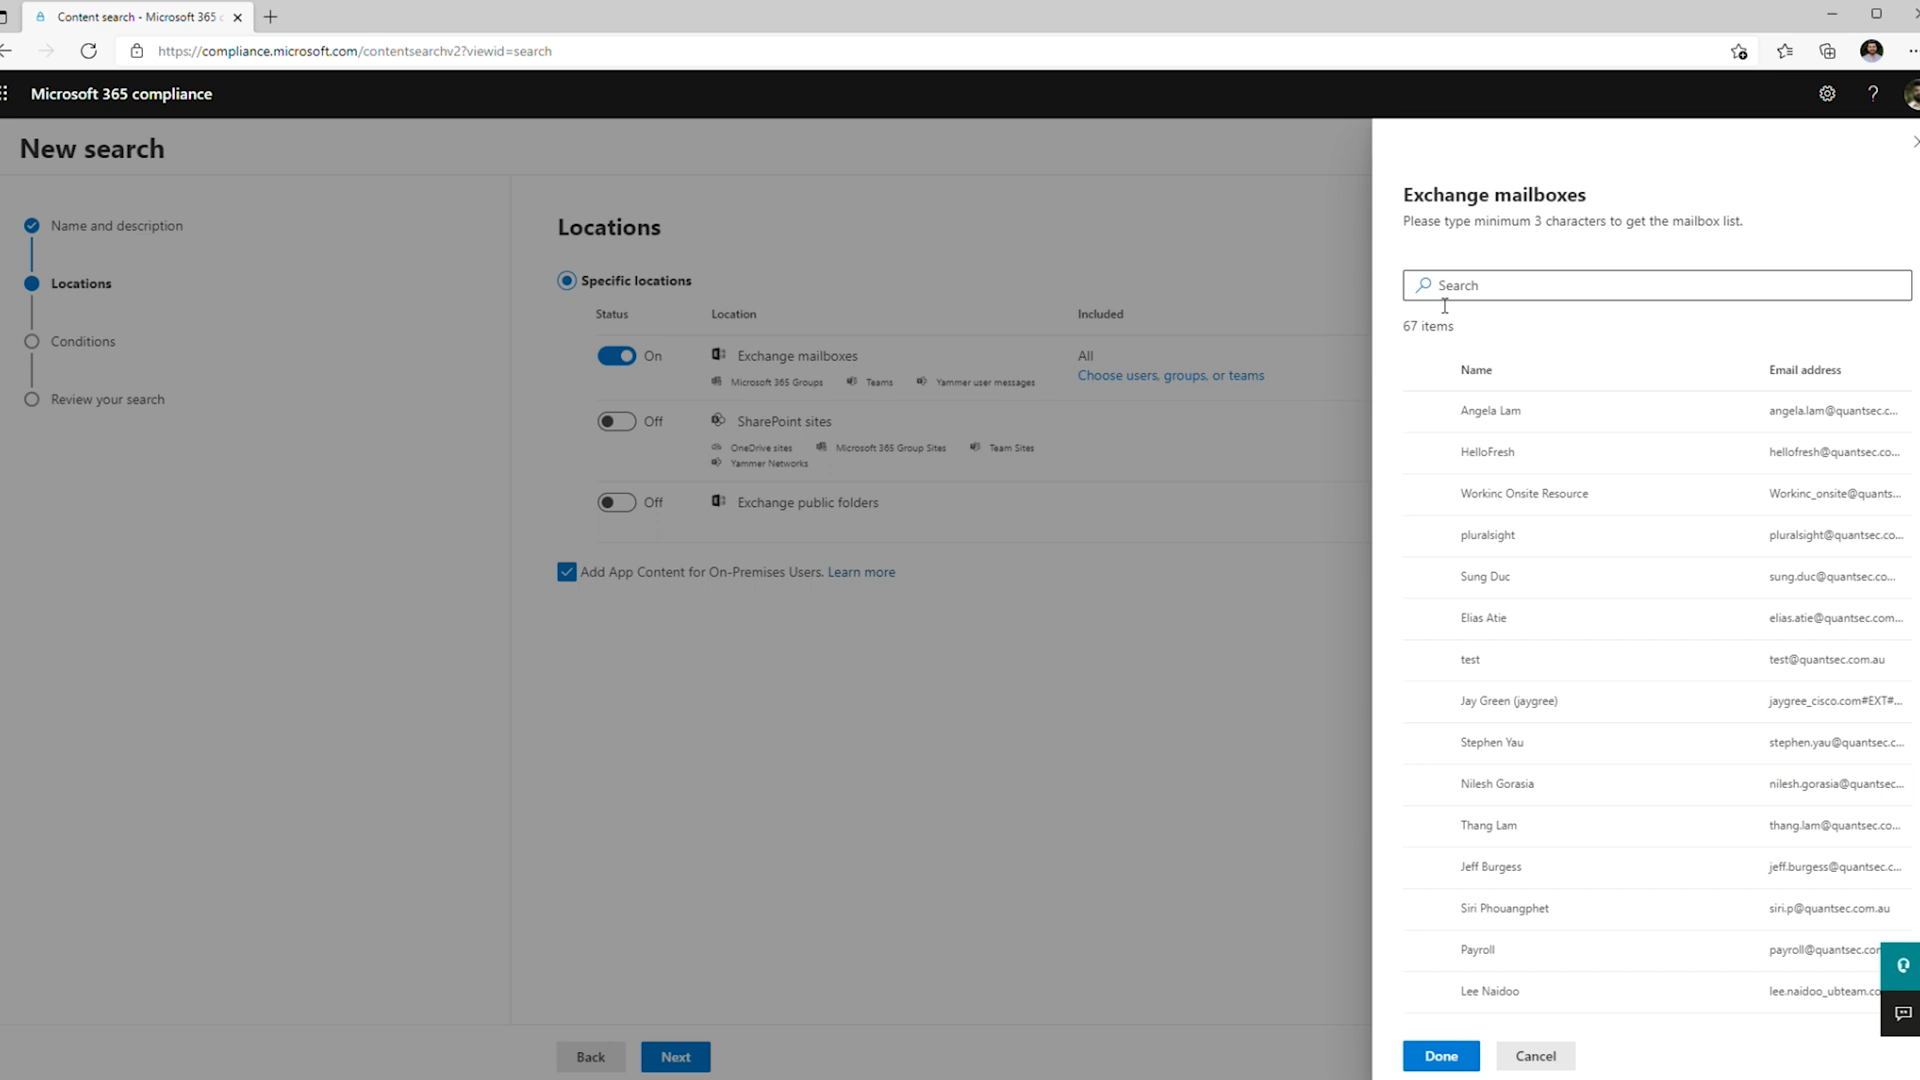 Content search - Microsoft 365 c
https://compliance.microsoft.com/contentsearchv2?viewid=search
Microsoft 365 compliance
New search
Name and description
Locations
Conditions
Review your search
Locations
Specific locations
Status Location Included
On Exchange mailboxes All
Microsoft 365 Groups Teams Yammer user messages Choose users, groups, or teams
Off SharePoint sites
OneDrive sites Microsoft 365 Group Sites Team Sites
Yammer Networks
Off Exchange public folders
Add App Content for On-Premises Users. Learn more
Back Next
Exchange mailboxes
Please type minimum 3 characters to get the mailbox list.
Search
67 items
Name Email address
Angela Lam angela.lam@quantsec.c...
HelloFresh hellofresh@quantsec.co...
Workinc Onsite Resource Workinc_onsite@quants...
pluralsight pluralsight@quantsec.co...
Sung Duc sung.duc@quantsec.co...
Elias Atie elias.atie@quantsec.com...
test test@quantsec.com.au
Jay Green (jaygree) jaygree_cisco.com#EXT#...
Stephen Yau stephen.yau@quantsec.c...
Nilesh Gorasia nilesh.gorasia@quantsec...
Thang Lam thang.lam@quantsec.co...
Jeff Burgess jeff.burgess@quantsec.c...
Siri Phouangphet siri.p@quantsec.com.au
Payroll payroll@quantsec.com
Lee Naidoo lee.naidoo_ubteam.co
Done Cancel